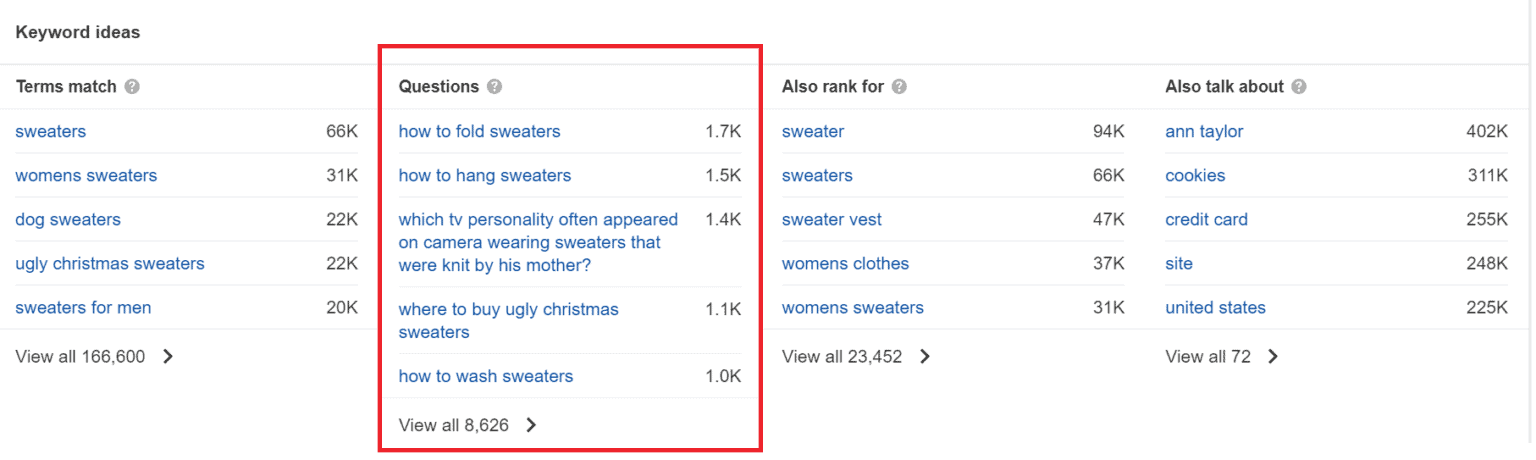 Keyword ideas
Terms match ?
sweaters 66K
womens sweaters 31K
dog sweaters 22K
ugly christmas sweaters 22K
sweaters for men 20K
View all 166,600
Questions ?
how to fold sweaters 1.7K
how to hang sweaters 1.5K
which tv personality often appeared 1.4K
on camera wearing sweaters that
were knit by his mother?
where to buy ugly christmas 1.1K
sweaters
how to wash sweaters 1.0K
View all 8,626
Also rank for ?
sweater 94K
sweaters 66K
sweater vest 47K
womens clothes 37K
womens sweaters 31K
View all 23,452
Also talk about ?
ann taylor 402K
cookies 311K
credit card 255K
site 248K
united states 225K
View all 72